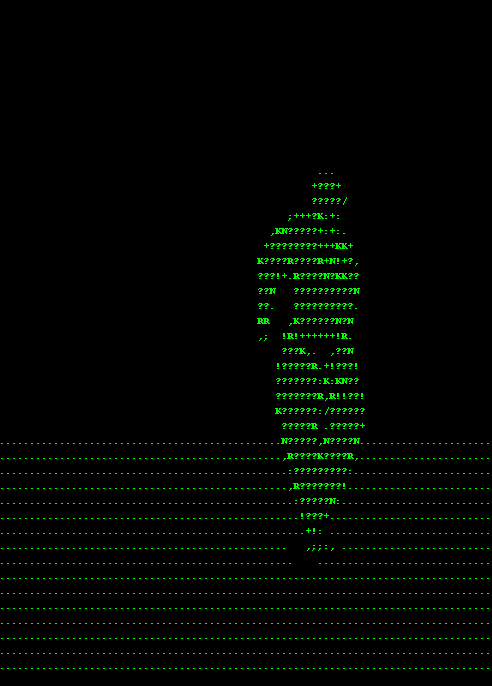 ...
+???+
?????/
;+++?K:+:
,KN?????+:+:.
+????????+++KK+
K????R????R+N!+?,
???!+.R????N?KK??
??N   ??????????N
??.   ??????????.
RR   ,K??????N?N
,;  !R!++++++!R.
???K,.  ,??N
!?????R.+!???!
???????:K:KN??
???????R,R!!??!
K??????:/??????
?????R .?????+
N?????,N????N.
,R????K????R,
-?????????-
,R???????!
:?????N:
!???+
+!:
,;;:,